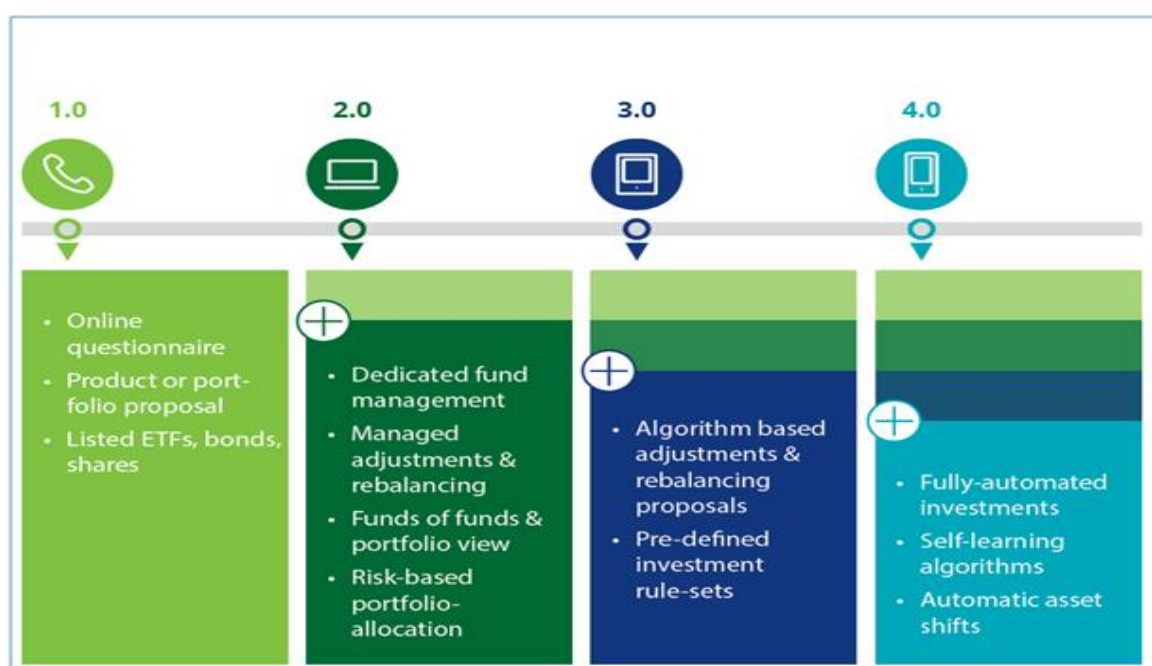 1.0
2.0
3.0
4.0
• Online
questionnaire
• Product or port-
folio proposal
• Listed ETFs, bonds,
shares
• Dedicated fund
management
• Managed
adjustments &
rebalancing
• Funds of funds &
portfolio view
• Risk-based
portfolio-
allocation
• Algorithm based
adjustments &
rebalancing
proposals
• Pre-defined
investment
rule-sets
• Fully-automated
investments
• Self-learning
algorithms
• Automatic asset
shifts